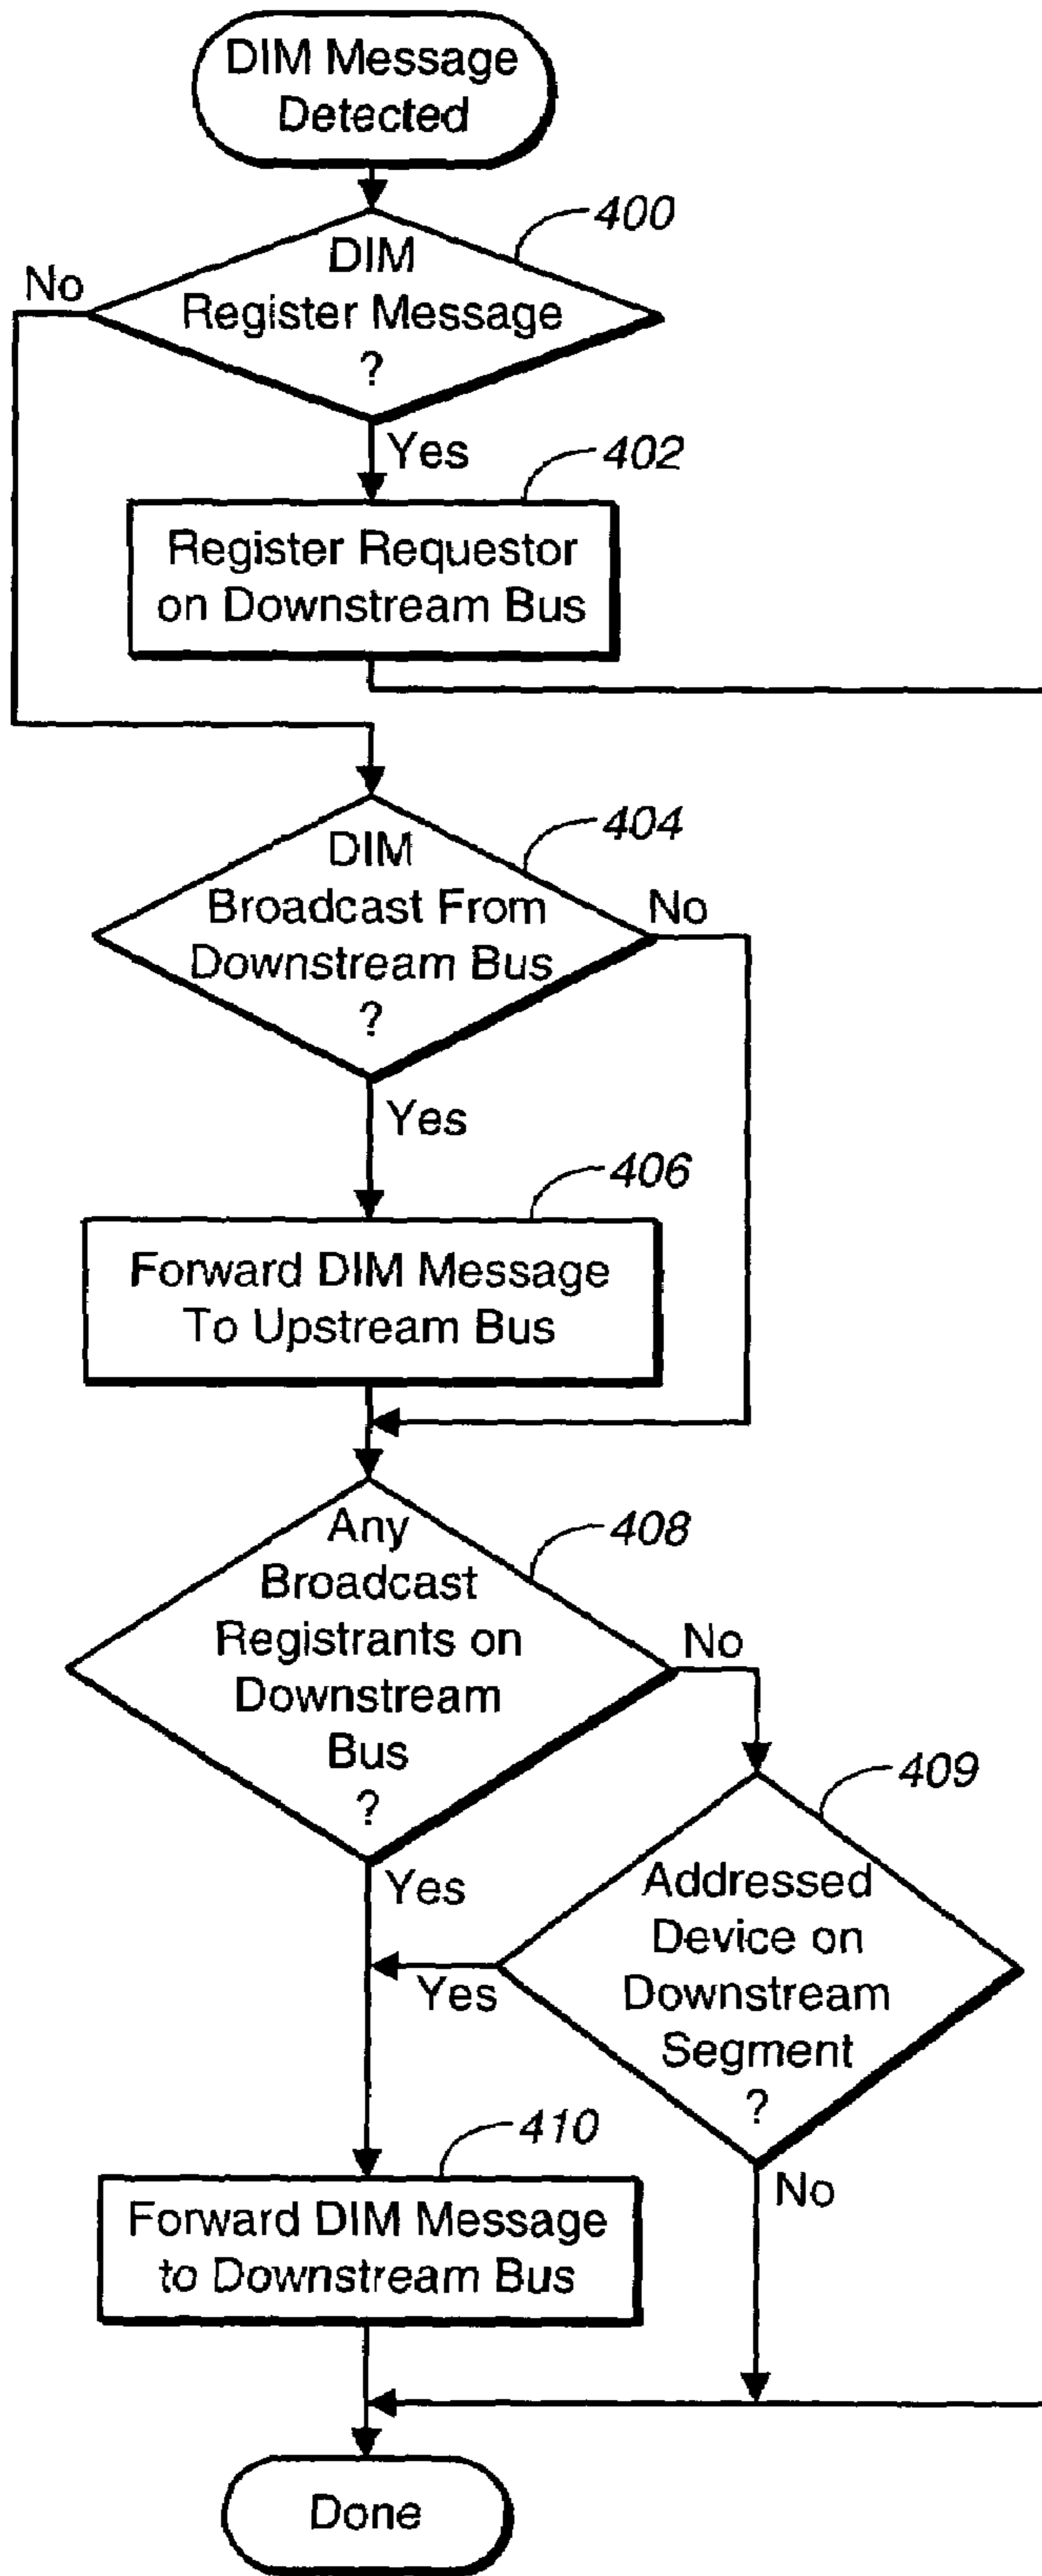 DIM Message
Detected
400
No
DIM
Register Message
?
Yes
402
Register Requestor
on Downstream Bus
404
DIM
Broadcast From
Downstream Bus
?
No
Yes
406
Forward DIM Message
To Upstream Bus
408
Any
Broadcast
Registrants on
Downstream
Bus
?
No
409
Yes
Addressed
Device on
Downstream
Segment
?
Yes
410
No
Forward DIM Message
to Downstream Bus
Done